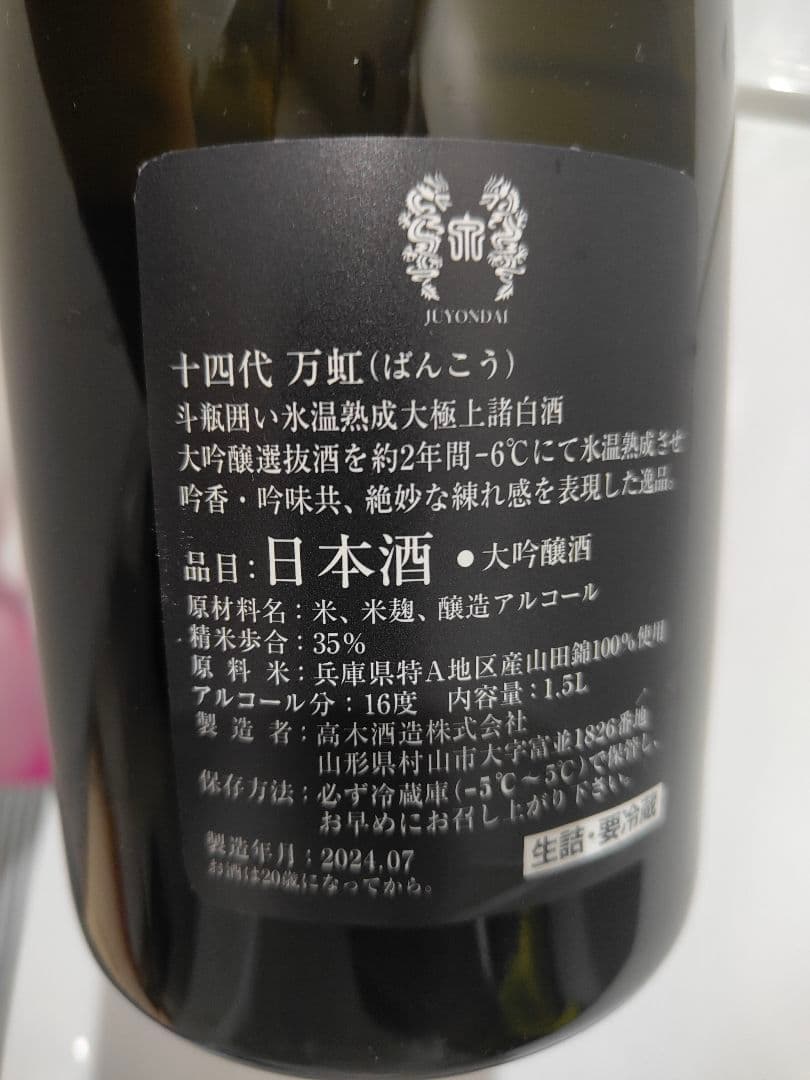 JUYONDAI
十四代 万虹(ばんこう)
斗瓶囲い氷温熟成大極上諸白酒
大吟醸選抜酒を約2年間-6℃にて氷温熟成させ
吟香・吟味共、絶妙な練れ感を表現した逸品。
品目:日本酒 ●大吟醸酒
原材料名:米、米麹、醸造アルコール
精米歩合:35%
原料米:兵庫県特A地区産山田錦100%使用
アルコール分:16度 内容量:1.5L
製造者:高木酒造株式会社
山形県村山市大字富並1826番地
保存方法:必ず冷蔵庫(-5℃~5℃)で保管し、
お早めにお召し上がり下さい。
生詰・要冷蔵
製造年月:2024.07
お酒は20歳になってから。